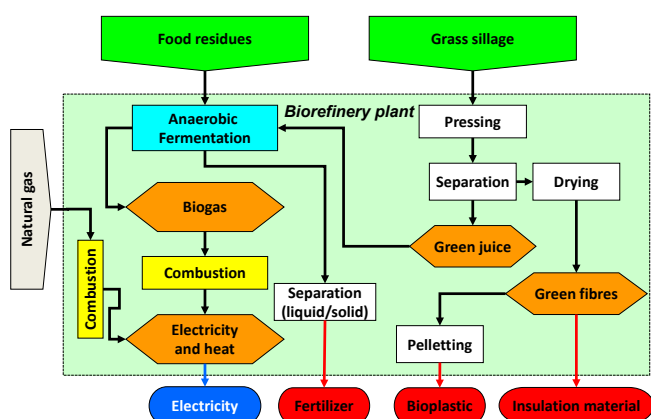 Food residues
Grass sillage
Biorefinery plant
Anaerobic
Fermentation
Pressing
Natural gas
Separation
Drying
Biogas
Green juice
Combustion
Combustion
Separation
(liquid/solid)
Green fibres
Electricity
and heat
Pelletting
Electricity
Fertilizer
Bioplastic
Insulation material